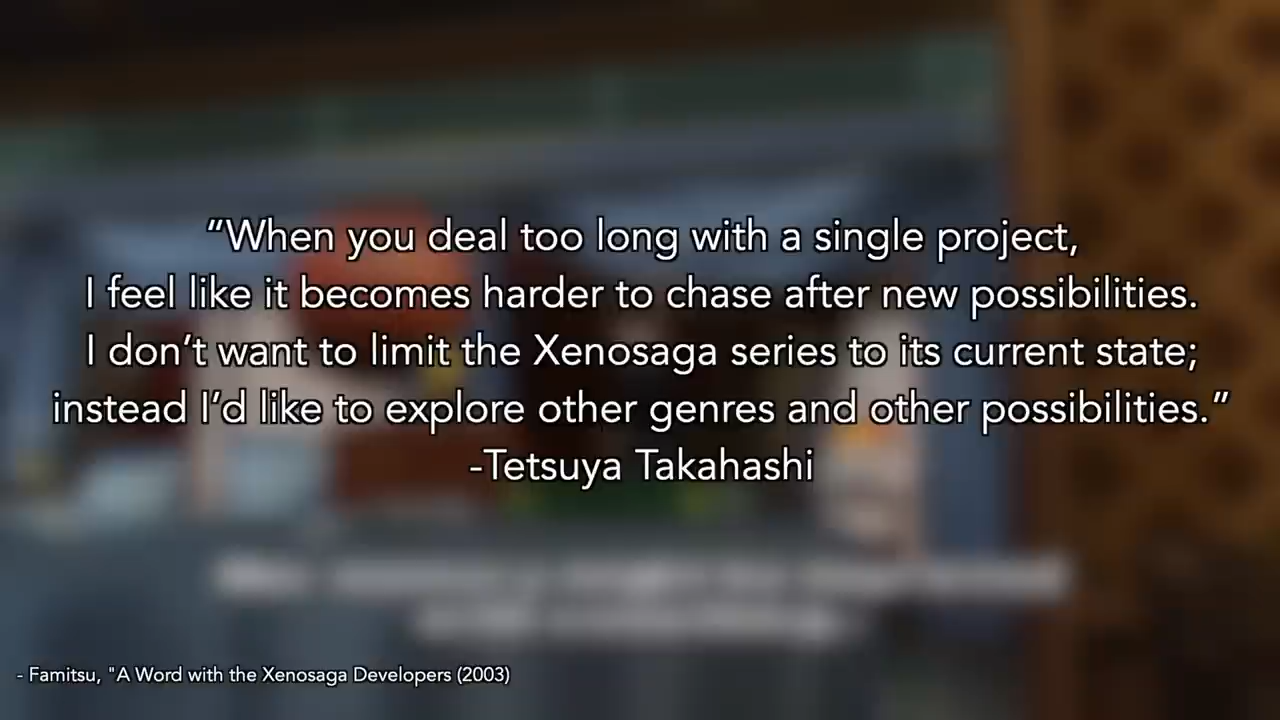 “When you deal too long with a single project,
I feel like it becomes harder to chase after new possibilities.
I don’t want to limit the Xenosaga series to its current state;
instead I’d like to explore other genres and other possibilities.”
-Tetsuya Takahashi
- Famitsu, "A Word with the Xenosaga Developers (2003)